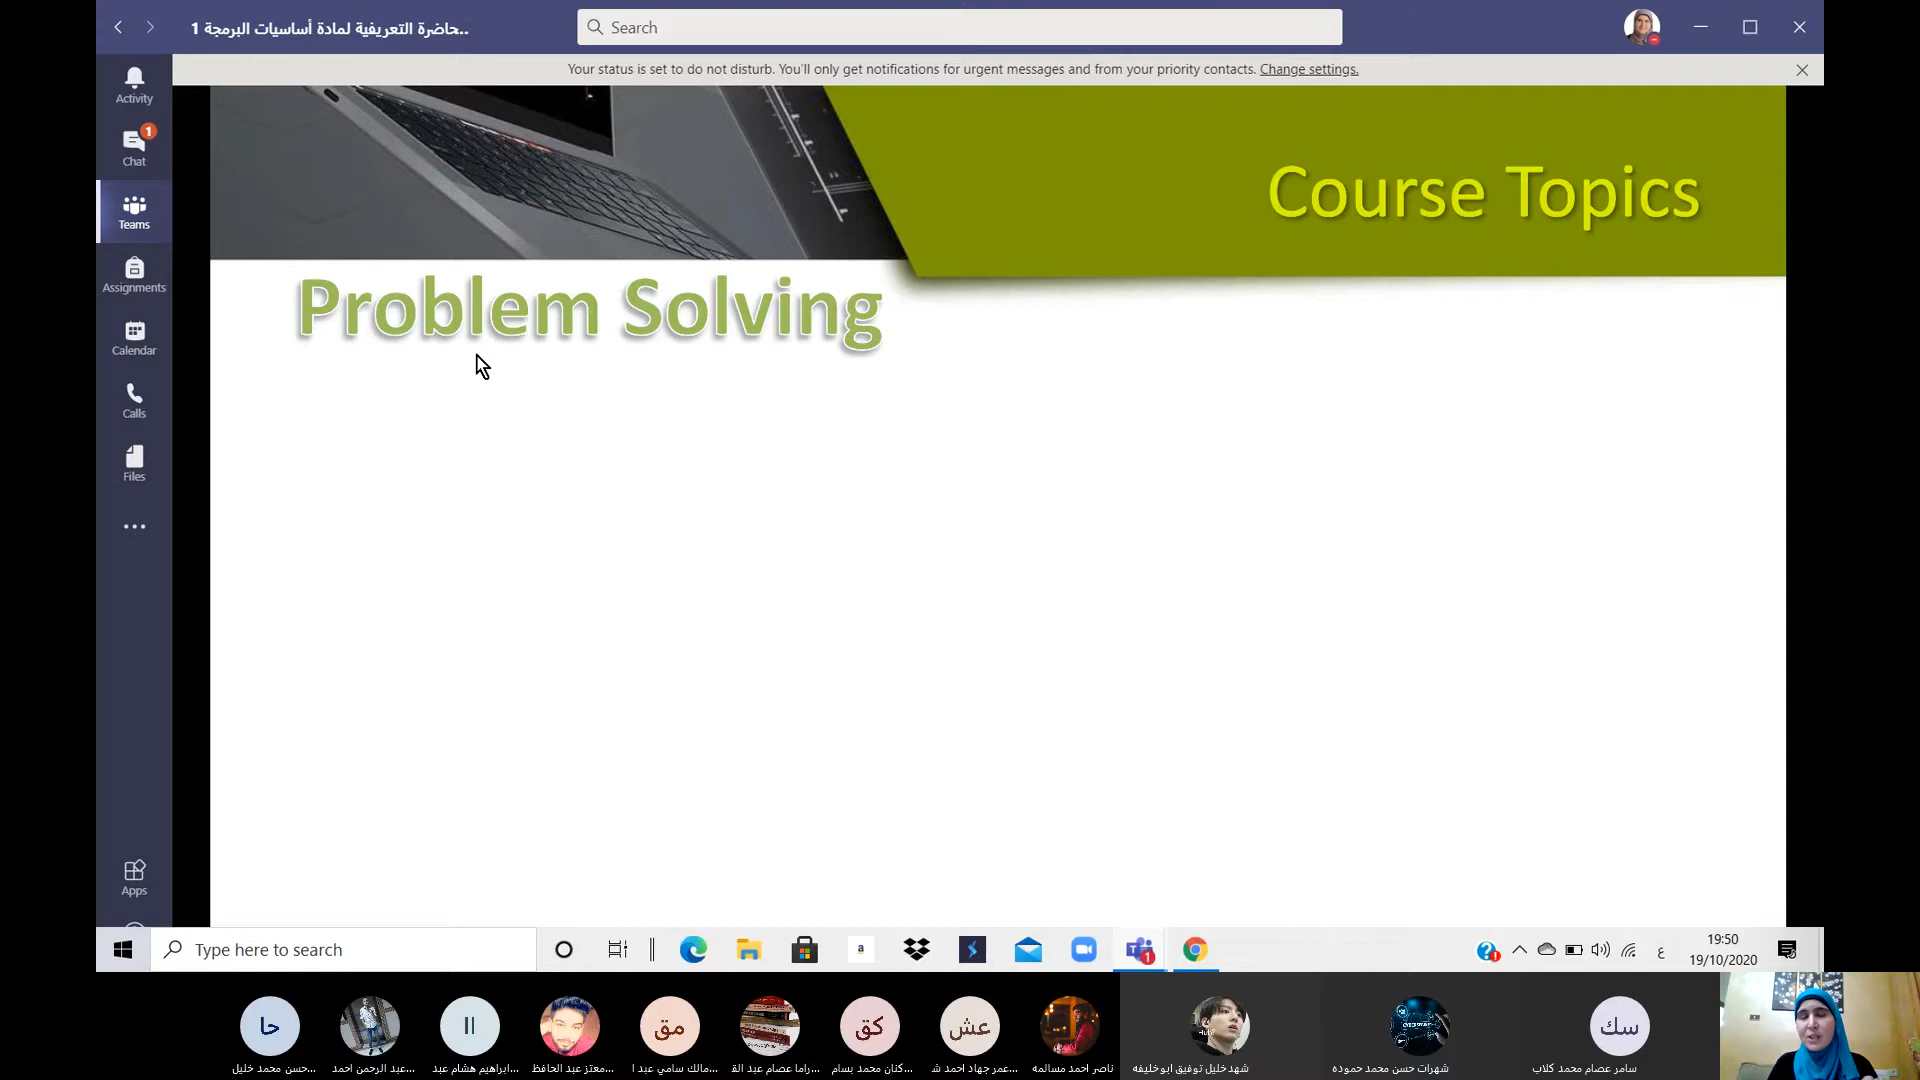 ..حاضرة التعريفية لمادة أساسيات البرمجة 1
Search
Your status is set to do not disturb. You'll only get notifications for urgent messages and from your priority contacts. Change settings.
Activity
1
Chat
Teams
Assignments
Calendar
Calls
Files
Apps
Course Topics
Problem Solving
Type here to search
a
1
ع
19:50
19/10/2020
حا
اا
مق
كق
عش
سك
حسن محمد خليل...
عبد الرحمن احمد...
ابراهيم هشام عبد...
معتز عبد الحافظ...
مالك سامي عبد ا...
راما عصام عبد الق...
كنان محمد بسام...
عمر جهاد احمد ش...
ناصر احمد مسالمه
شهد خليل توفيق ابوخليفه
شهرات حسن محمد حموده
سامر عصام محمد كلاب